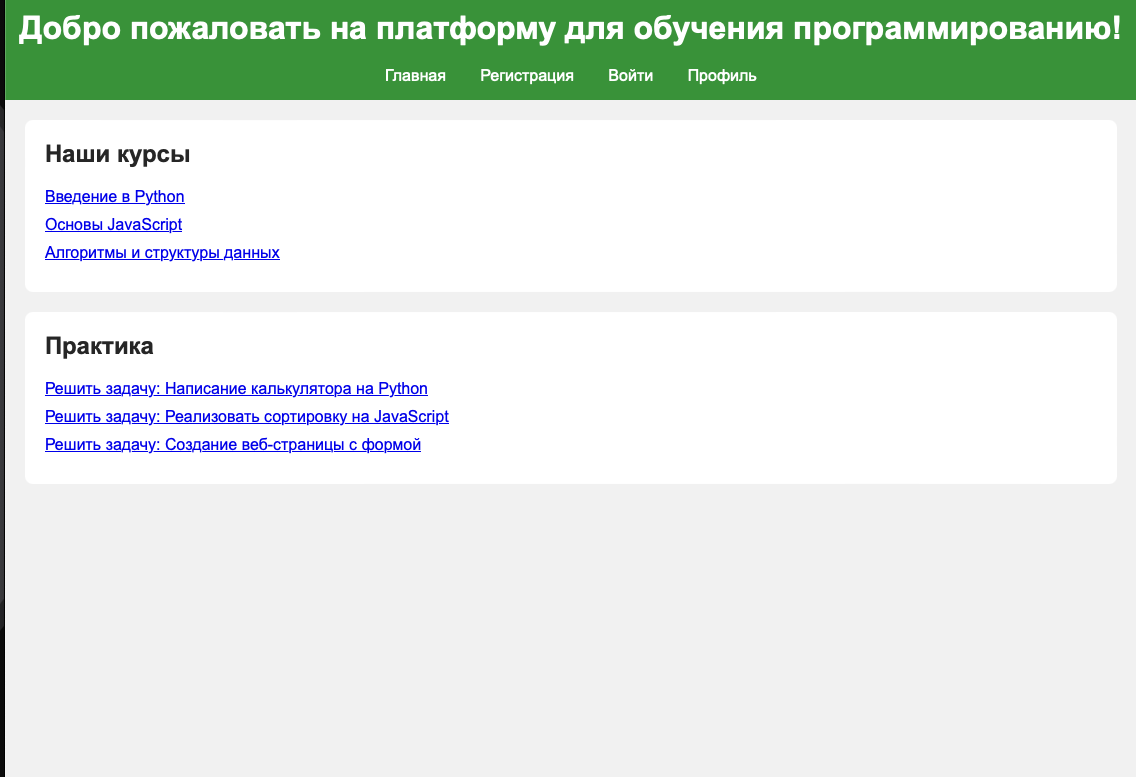 Добро пожаловать на платформу для обучения программированию!
Главная Регистрация Войти Профиль
Наши курсы
Введение в Python
Основы JavaScript
Алгоритмы и структуры данных
Практика
Решить задачу: Написание калькулятора на Python
Решить задачу: Реализовать сортировку на JavaScript
Решить задачу: Создание веб-страницы с формой